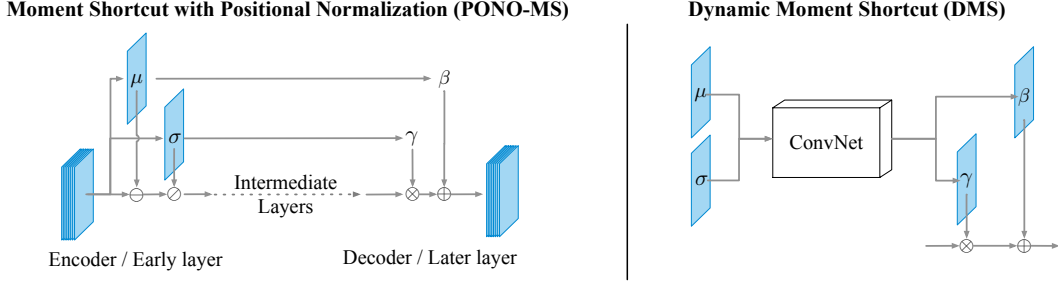 Moment Shortcut with Positional Normalization (PONO-MS)
μ
β
σ
γ
Intermediate
Layers
Encoder / Early layer
Decoder / Later layer
Dynamic Moment Shortcut (DMS)
μ
β
ConvNet
σ
γ